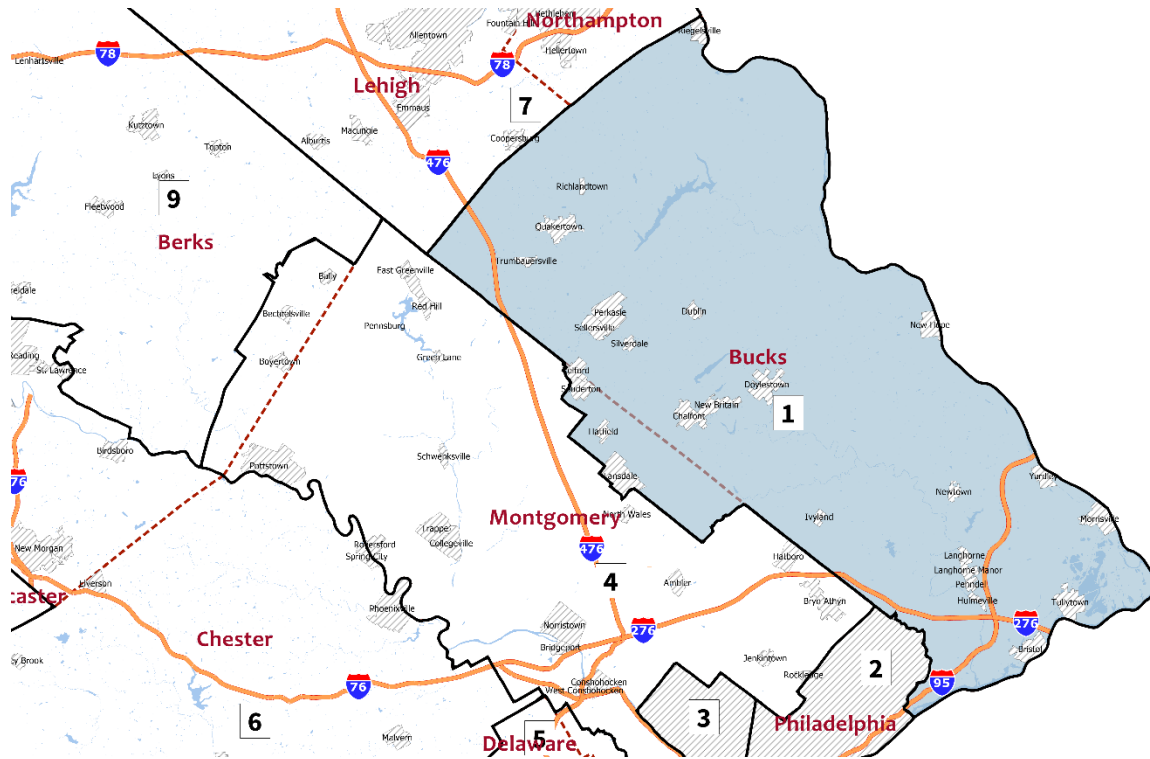 Bethlehem
Fountain Hill
Northampton
Riegelsville
Allentown
Hellertown
78
Lenhartsville
78
Lehigh
7
Emmaus
Kutztown
Macungie
Topton
Alburtis
Coopersburg
476
Lyons
9
Richlandtown
Fleetwood
Quakertown
Berks
Trumbauersville
East Greenville
Bally
Red Hill
Bechtelsville
Pennsburg
Perkasie
Dublin
Sellersville
New Hope
Silverdale
Green Lane
Reading
Boyertown
Bucks
St. Lawrence
Telford
Souderton
Doylestown
New Britain
Chalfont
1
Hatfield
Birdsboro
Schwenksville
Pottstown
Lansdale
76
Yardley
Newtown
North Wales
Montgomery
Ivyland
Morrisville
Trappe
Collegeville
Royersford
Spring City
New Morgan
476
Hatboro
Langhorne
Langhorne Manor
Penndel
Hulmeville
4
Ambler
Elverson
caster
Bryn Athyn
Tullytown
Phoenixville
Chester
Norristown
276
276
Bridgeport
Bristol
Jenkintown
Rockledge
2
Conshohocken
West Conshohocken
76
95
3
6
Philadelphia
Malvern
5
Delaware